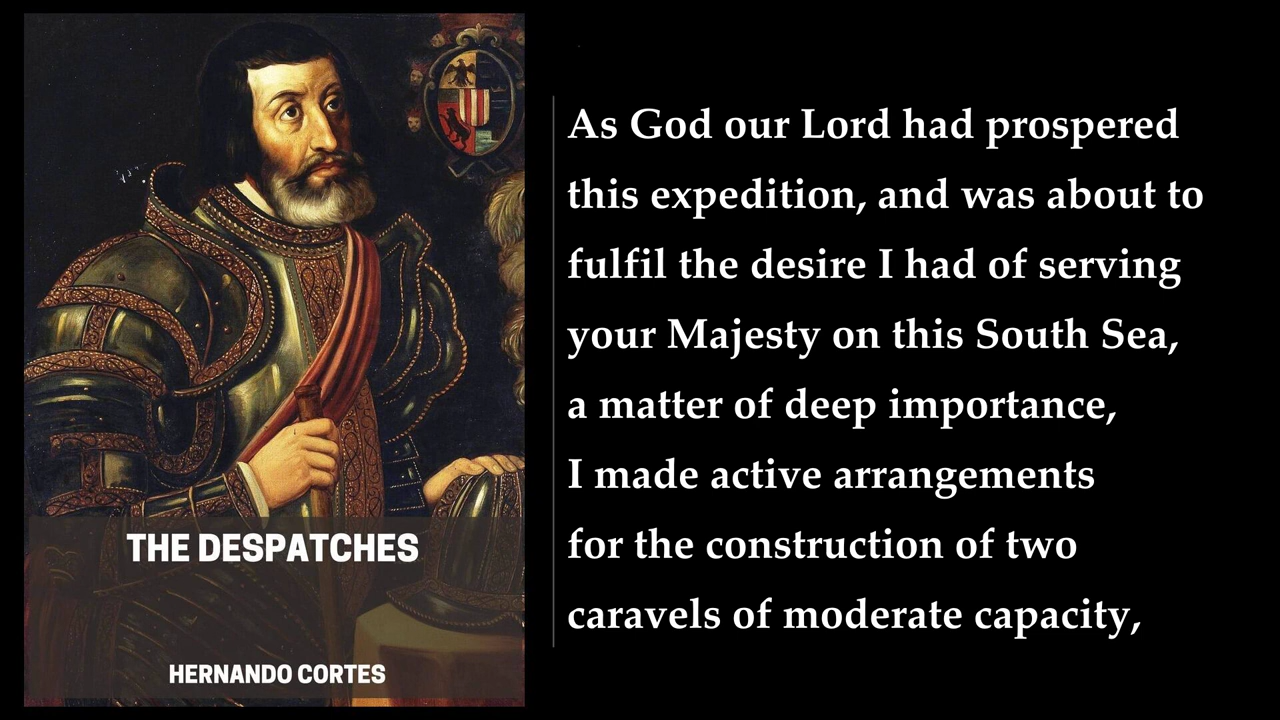 THE DESPATCHES
HERNANDO CORTES
As God our Lord had prospered
this expedition, and was about to
fulfil the desire I had of serving
your Majesty on this South Sea,
a matter of deep importance,
I made active arrangements
for the construction of two
caravels of moderate capacity,